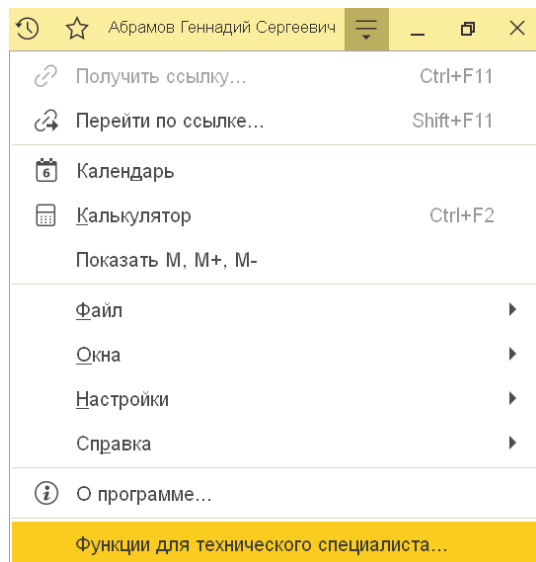 Абрамов Геннадий Сергеевич
Получить ссылку... Ctrl+F11
Перейти по ссылке... Shift+F11
6 Календарь
Калькулятор Ctrl+F2
Показать М, М+, М-
Файл
Окна
Настройки
Справка
i О программе...
Функции для технического специалиста...